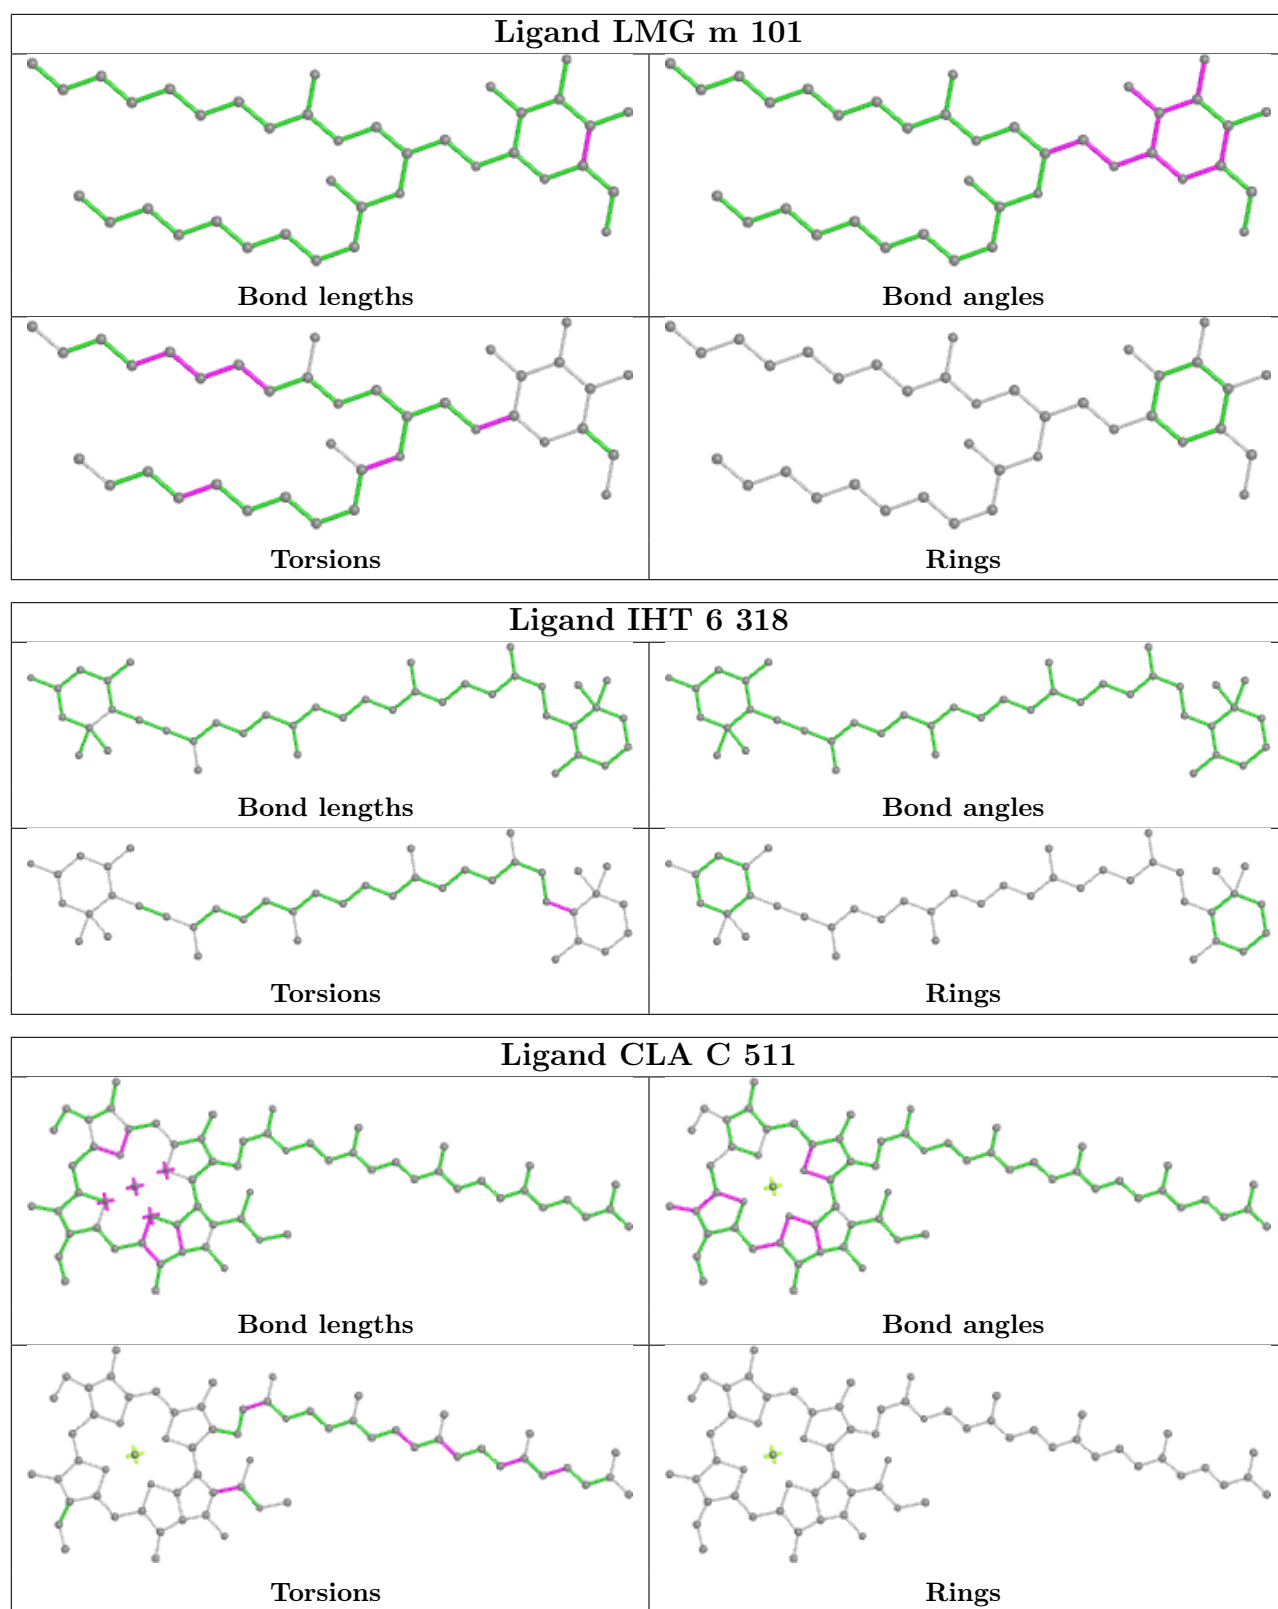 Ligand LMG m 101
Bond lengths
Bond angles
Torsions
Rings
Ligand IHT 6 318
Bond lengths
Bond angles
Torsions
Rings
Ligand CLA C 511
Bond lengths
Bond angles
Torsions
Rings